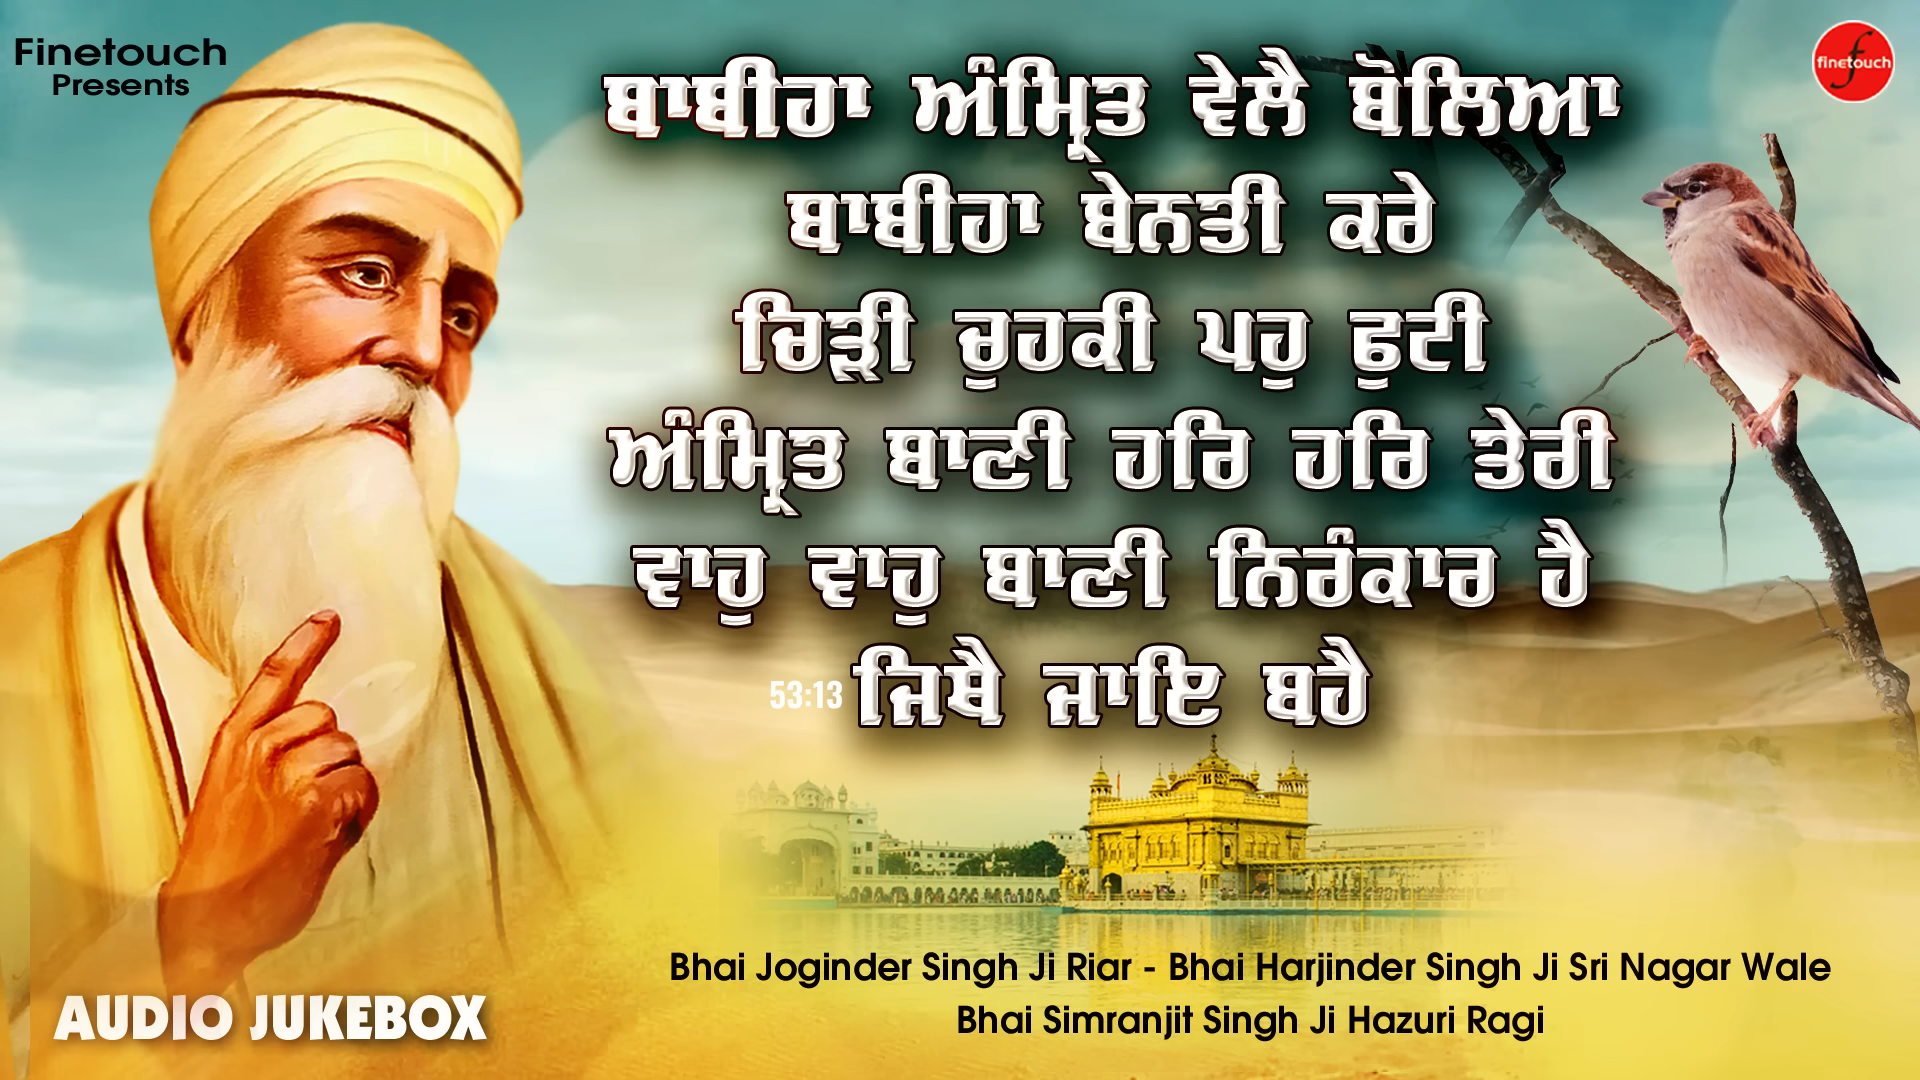 Finetouch
Presents
finetouch
ਬਾਬੀਹਾ ਅੰਮ੍ਰਿਤ ਵੇਲੈ ਬੋਲਿਆ
ਬਾਬੀਹਾ ਬੇਨਤੀ ਕਰੇ
ਚਿੜੀ ਚੁਹਕੀ ਪਹੁ ਫੁਟੀ
ਅੰਮ੍ਰਿਤ ਬਾਣੀ ਹਰਿ ਹਰਿ ਤੇਰੀ
ਵਾਹੁ ਵਾਹੁ ਬਾਣੀ ਨਿਰੰਕਾਰ ਹੈ
53:13 ਜਿਥੈ ਜਾਇ ਬਹੈ
Bhai Joginder Singh Ji Riar - Bhai Harjinder Singh Ji Sri Nagar Wale
Bhai Simranjit Singh Ji Hazuri Ragi
AUDIO JUKEBOX